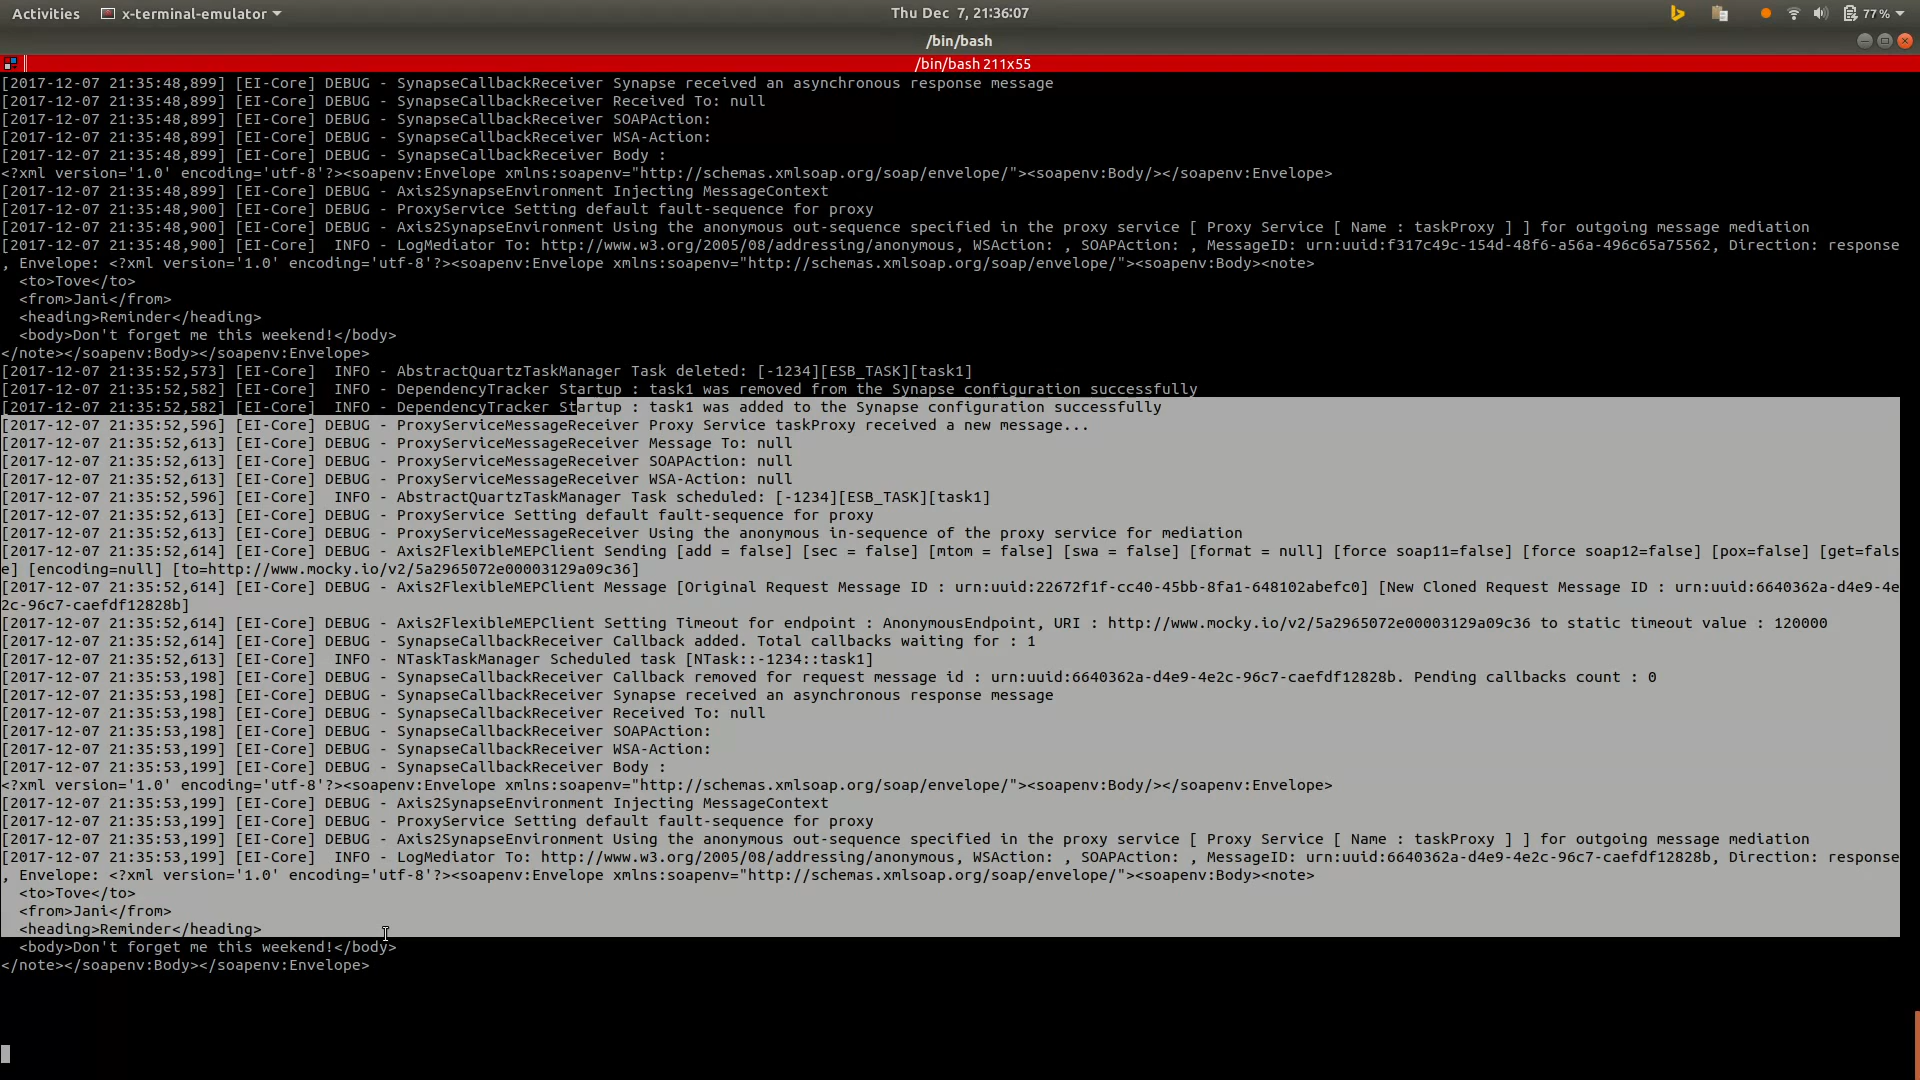 Activities x-terminal-emulator Thu Dec 7, 21:36:07 77%
/bin/bash
/bin/bash 211x55
[2017-12-07 21:35:48,899] [EI-Core] DEBUG - SynapseCallbackReceiver Synapse received an asynchronous response message
[2017-12-07 21:35:48,899] [EI-Core] DEBUG - SynapseCallbackReceiver Received To: null
[2017-12-07 21:35:48,899] [EI-Core] DEBUG - SynapseCallbackReceiver SOAPAction:
[2017-12-07 21:35:48,899] [EI-Core] DEBUG - SynapseCallbackReceiver WSA-Action:
[2017-12-07 21:35:48,899] [EI-Core] DEBUG - SynapseCallbackReceiver Body :
<?xml version='1.0' encoding='utf-8'?><soapenv:Envelope xmlns:soapenv="http://schemas.xmlsoap.org/soap/envelope/"><soapenv:Body/></soapenv:Envelope>
[2017-12-07 21:35:48,899] [EI-Core] DEBUG - Axis2SynapseEnvironment Injecting MessageContext
[2017-12-07 21:35:48,900] [EI-Core] DEBUG - ProxyService Setting default fault-sequence for proxy
[2017-12-07 21:35:48,900] [EI-Core] DEBUG - Axis2SynapseEnvironment Using the anonymous out-sequence specified in the proxy service [ Proxy Service [ Name : taskProxy ] ] for outgoing message mediation
[2017-12-07 21:35:48,900] [EI-Core]  INFO - LogMediator To: http://www.w3.org/2005/08/addressing/anonymous, WSAction: , SOAPAction: , MessageID: urn:uuid:f317c49c-154d-48f6-a56a-496c65a75562, Direction: response
, Envelope: <?xml version='1.0' encoding='utf-8'?><soapenv:Envelope xmlns:soapenv="http://schemas.xmlsoap.org/soap/envelope/"><soapenv:Body><note>
  <to>Tove</to>
  <from>Jani</from>
  <heading>Reminder</heading>
  <body>Don't forget me this weekend!</body>
</note></soapenv:Body></soapenv:Envelope>
[2017-12-07 21:35:52,573] [EI-Core]  INFO - AbstractQuartzTaskManager Task deleted: [-1234][ESB_TASK][task1]
[2017-12-07 21:35:52,582] [EI-Core]  INFO - DependencyTracker Startup : task1 was removed from the Synapse configuration successfully
[2017-12-07 21:35:52,582] [EI-Core]  INFO - DependencyTracker Startup : task1 was added to the Synapse configuration successfully
[2017-12-07 21:35:52,596] [EI-Core] DEBUG - ProxyServiceMessageReceiver Proxy Service taskProxy received a new message...
[2017-12-07 21:35:52,613] [EI-Core] DEBUG - ProxyServiceMessageReceiver Message To: null
[2017-12-07 21:35:52,613] [EI-Core] DEBUG - ProxyServiceMessageReceiver SOAPAction: null
[2017-12-07 21:35:52,613] [EI-Core] DEBUG - ProxyServiceMessageReceiver WSA-Action: null
[2017-12-07 21:35:52,596] [EI-Core]  INFO - AbstractQuartzTaskManager Task scheduled: [-1234][ESB_TASK][task1]
[2017-12-07 21:35:52,613] [EI-Core] DEBUG - ProxyService Setting default fault-sequence for proxy
[2017-12-07 21:35:52,613] [EI-Core] DEBUG - ProxyServiceMessageReceiver Using the anonymous in-sequence of the proxy service for mediation
[2017-12-07 21:35:52,614] [EI-Core] DEBUG - Axis2FlexibleMEPClient Sending [add = false] [sec = false] [mtom = false] [swa = false] [format = null] [force soap11=false] [force soap12=false] [pox=false] [get=fals
e] [encoding=null] [to=http://www.mocky.io/v2/5a2965072e00003129a09c36]
[2017-12-07 21:35:52,614] [EI-Core] DEBUG - Axis2FlexibleMEPClient Message [Original Request Message ID : urn:uuid:22672f1f-cc40-45bb-8fa1-648102abefc0] [New Cloned Request Message ID : urn:uuid:6640362a-d4e9-4e
2c-96c7-caefdf12828b]
[2017-12-07 21:35:52,614] [EI-Core] DEBUG - Axis2FlexibleMEPClient Setting Timeout for endpoint : AnonymousEndpoint, URI : http://www.mocky.io/v2/5a2965072e00003129a09c36 to static timeout value : 120000
[2017-12-07 21:35:52,614] [EI-Core] DEBUG - SynapseCallbackReceiver Callback added. Total callbacks waiting for : 1
[2017-12-07 21:35:52,613] [EI-Core]  INFO - NTaskTaskManager Scheduled task [NTask::-1234::task1]
[2017-12-07 21:35:53,198] [EI-Core] DEBUG - SynapseCallbackReceiver Callback removed for request message id : urn:uuid:6640362a-d4e9-4e2c-96c7-caefdf12828b. Pending callbacks count : 0
[2017-12-07 21:35:53,198] [EI-Core] DEBUG - SynapseCallbackReceiver Synapse received an asynchronous response message
[2017-12-07 21:35:53,198] [EI-Core] DEBUG - SynapseCallbackReceiver Received To: null
[2017-12-07 21:35:53,198] [EI-Core] DEBUG - SynapseCallbackReceiver SOAPAction:
[2017-12-07 21:35:53,199] [EI-Core] DEBUG - SynapseCallbackReceiver WSA-Action:
[2017-12-07 21:35:53,199] [EI-Core] DEBUG - SynapseCallbackReceiver Body :
<?xml version='1.0' encoding='utf-8'?><soapenv:Envelope xmlns:soapenv="http://schemas.xmlsoap.org/soap/envelope/"><soapenv:Body/></soapenv:Envelope>
[2017-12-07 21:35:53,199] [EI-Core] DEBUG - Axis2SynapseEnvironment Injecting MessageContext
[2017-12-07 21:35:53,199] [EI-Core] DEBUG - ProxyService Setting default fault-sequence for proxy
[2017-12-07 21:35:53,199] [EI-Core] DEBUG - Axis2SynapseEnvironment Using the anonymous out-sequence specified in the proxy service [ Proxy Service [ Name : taskProxy ] ] for outgoing message mediation
[2017-12-07 21:35:53,199] [EI-Core]  INFO - LogMediator To: http://www.w3.org/2005/08/addressing/anonymous, WSAction: , SOAPAction: , MessageID: urn:uuid:6640362a-d4e9-4e2c-96c7-caefdf12828b, Direction: response
, Envelope: <?xml version='1.0' encoding='utf-8'?><soapenv:Envelope xmlns:soapenv="http://schemas.xmlsoap.org/soap/envelope/"><soapenv:Body><note>
  <to>Tove</to>
  <from>Jani</from>
  <heading>Reminder</heading>
  <body>Don't forget me this weekend!</body>
</note></soapenv:Body></soapenv:Envelope>